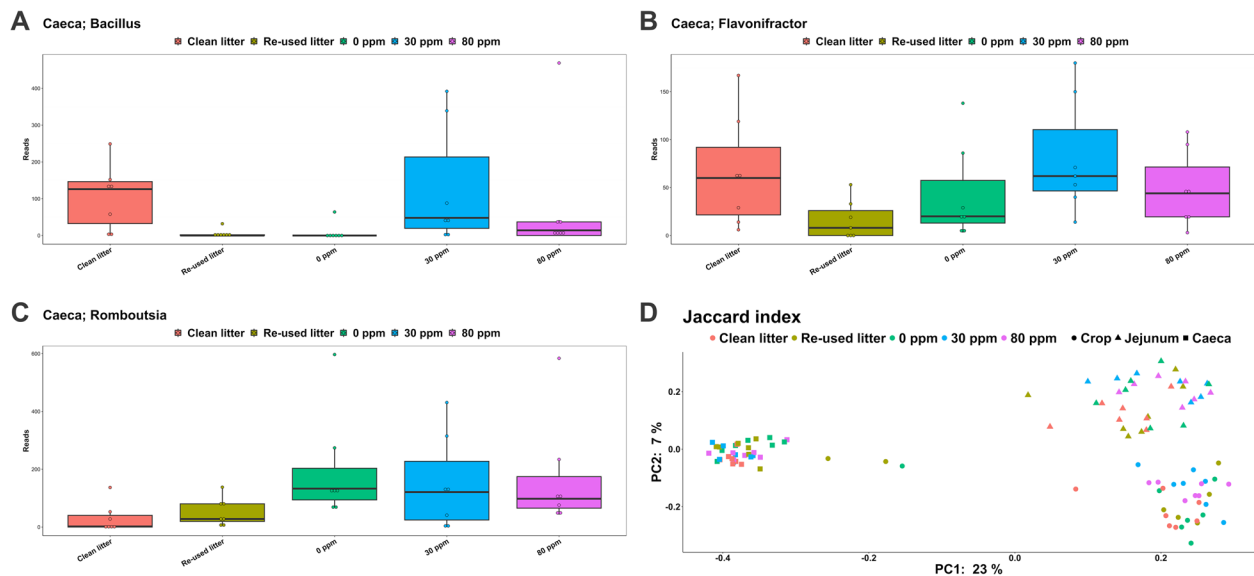 A Caeca; Bacillus
Clean litter Re-used litter 0 ppm 30 ppm 80 ppm
Reads
400
300
200
100
0
Clean litter Re-used litter 0 ppm 30 ppm 80 ppm
B Caeca; Flavonifractor
Clean litter Re-used litter 0 ppm 30 ppm 80 ppm
Reads
150
100
50
0
Clean litter Re-used litter 0 ppm 30 ppm 80 ppm
C Caeca; Romboutsia
Clean litter Re-used litter 0 ppm 30 ppm 80 ppm
Reads
600
400
200
0
Clean litter Re-used litter 0 ppm 30 ppm 80 ppm
D Jaccard index
Clean litter Re-used litter 0 ppm 30 ppm 80 ppm Crop Jejunum Caeca
PC2: 7 %
0.2
0.0
-0.2
-0.4 -0.2 0.0 0.2
PC1: 23 %